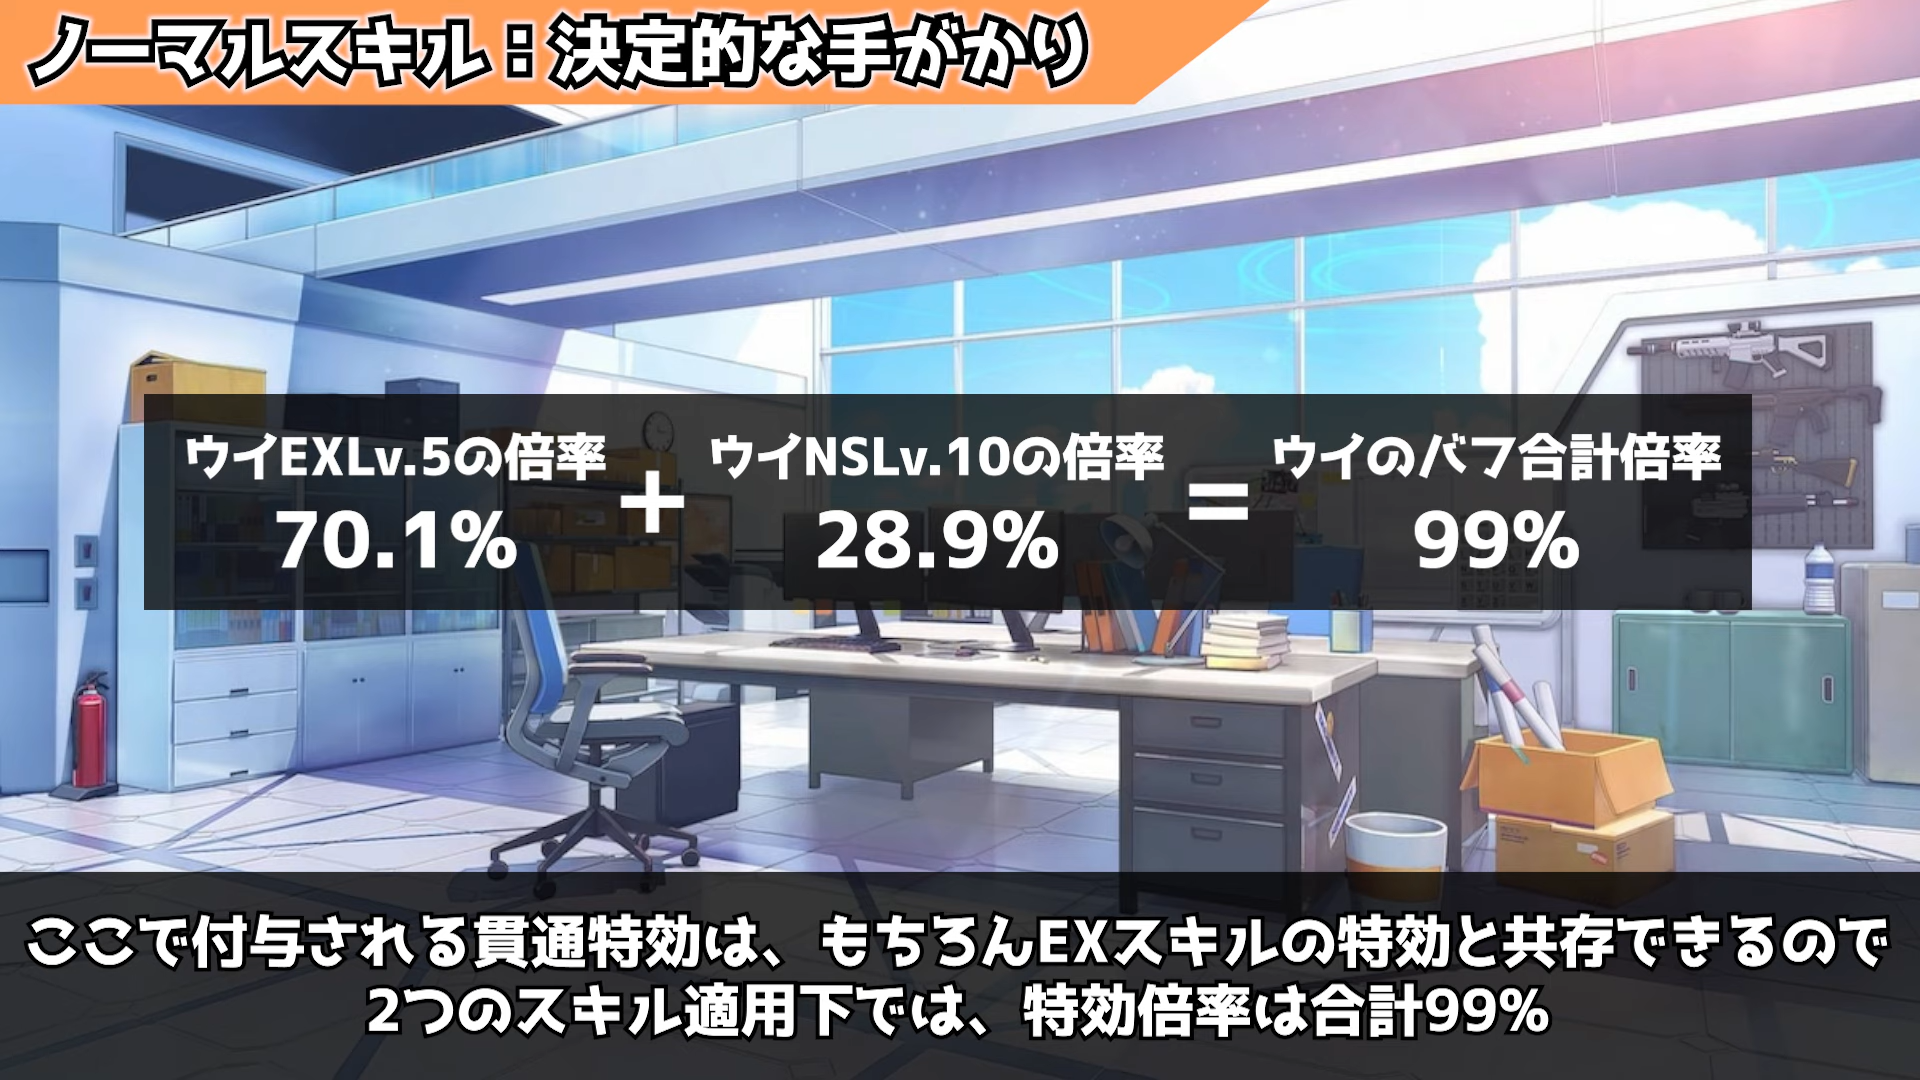 ノーマルスキル：決定的な手がかり
ウイEXLv.5の倍率
70.1%
+
ウイNSLv.10の倍率
28.9%
=
ウイのバフ合計倍率
99%
ここで付与される貫通特効は、もちろんEXスキルの特効と共存できるので
2つのスキル適用下では、特効倍率は合計99%